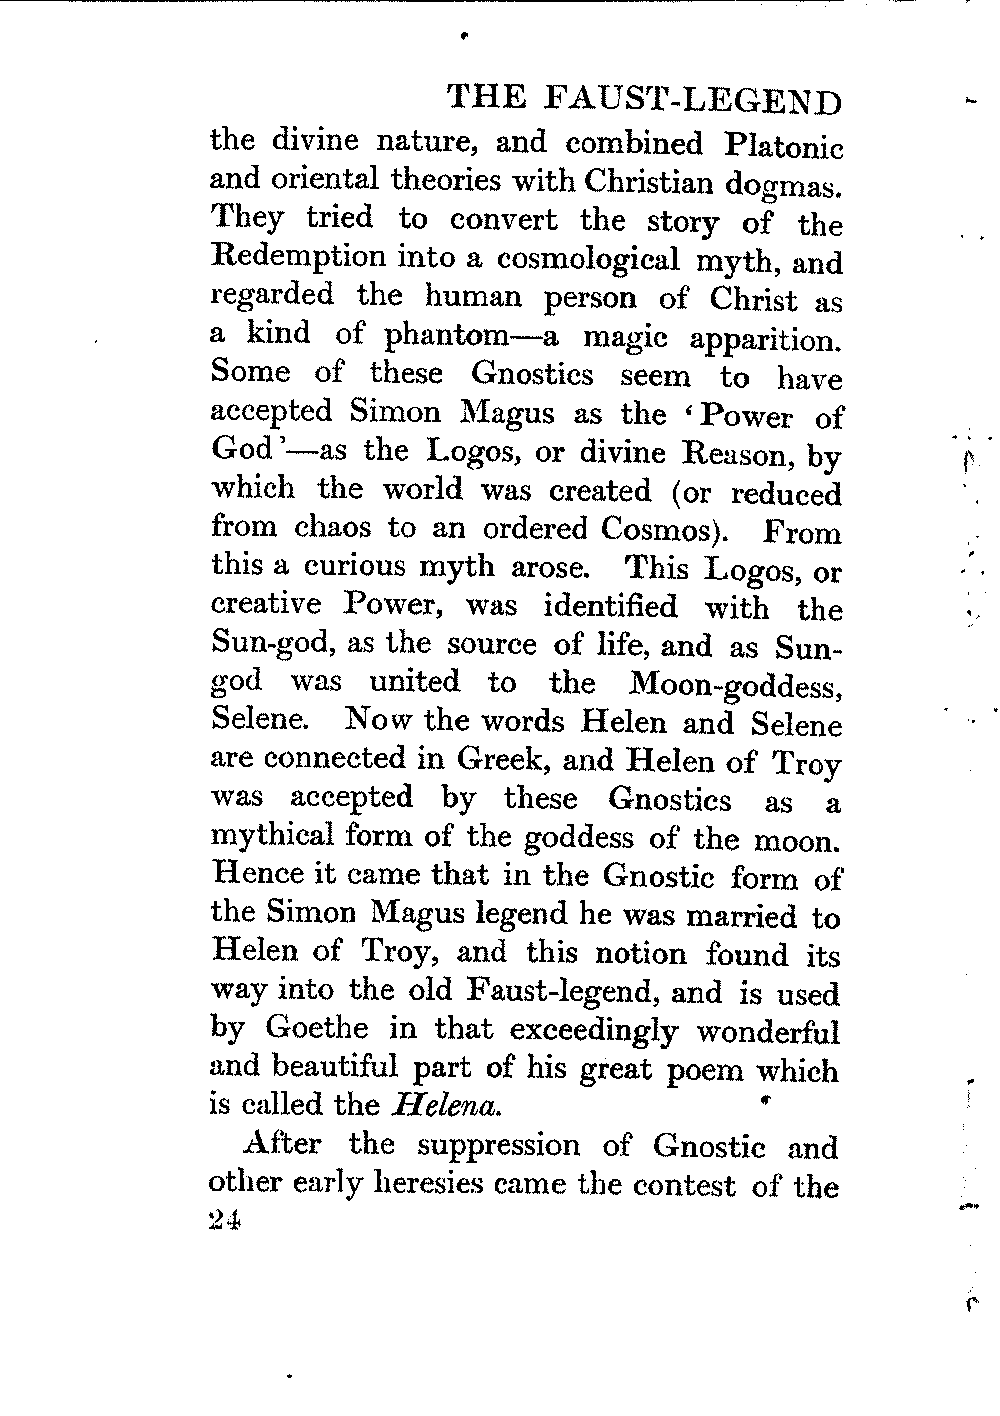 THE FAUST-LEGEND
the divine nature, and combined Platonic
and oriental theories with Christian dogmas.
They tried to convert the story of the
Redemption into a cosmological myth, and
regarded the human person of Christ as
a kind of phantom—a magic apparition.
Some of these Gnostics seem to have
accepted Simon Magus as the ‘Power of
God’—as the Logos, or divine Reason, by
which the world was created (or reduced
from chaos to an ordered Cosmos). From
this a curious myth arose. This Logos, or
creative Power, was identified with the
Sun-god, as the source of life, and as Sun-
god was united to the Moon-goddess,
Selene. Now the words Helen and Selene
are connected in Greek, and Helen of Troy
was accepted by these Gnostics as a
mythical form of the goddess of the moon.
Hence it came that in the Gnostic form of
the Simon Magus legend he was married to
Helen of Troy, and this notion found its
way into the old Faust-legend, and is used
by Goethe in that exceedingly wonderful
and beautiful part of his great poem which
is called the Helena.
After the suppression of Gnostic and
other early heresies came the contest of the
24